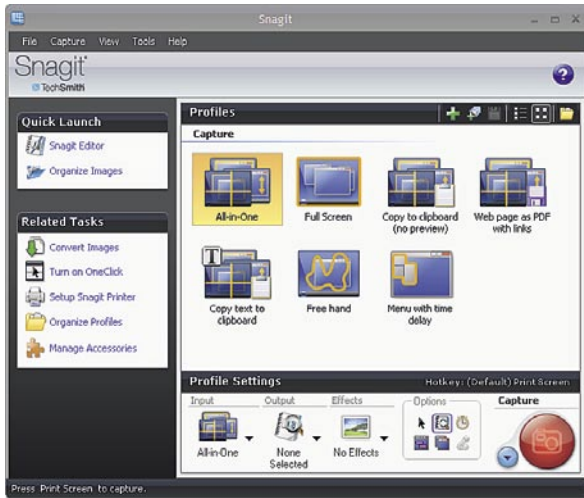 Snagit
File Capture View Tools Help
Snagit
TechSmith
?
Quick Launch
Snagit Editor
Organize Images
Related Tasks
Convert Images
Turn on OneClick
Setup Snagit Printer
Organize Profiles
Manage Accessories
Profiles
Capture
All-in-One
Full Screen
Copy to clipboard
(no preview)
Web page as PDF
with links
T
Copy text to
clipboard
Free hand
Menu with time
delay
Profile Settings
Hotkey: (Default) Print Screen
Input
Output
Effects
Options
Capture
All-in-One
None
Selected
No Effects
Press Print Screen to capture.